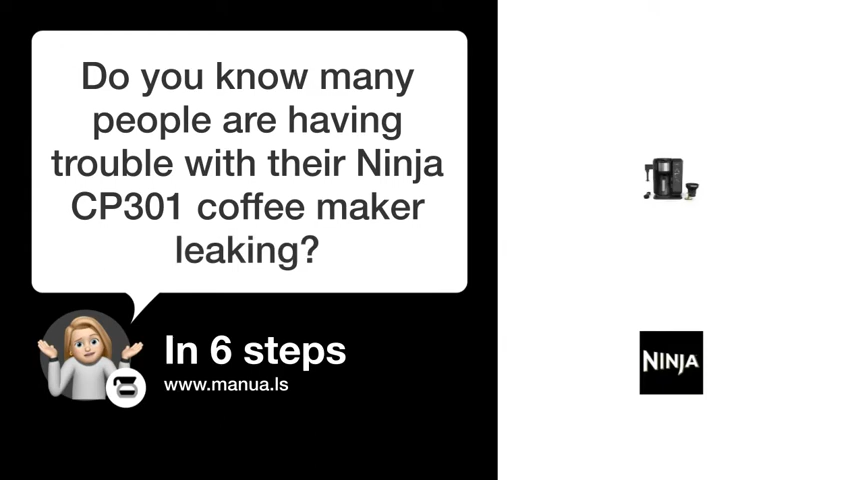 Do you know many
people are having
trouble with their Ninja
CP301 coffee maker
leaking?
In 6 steps
www.manua.ls
NINJA